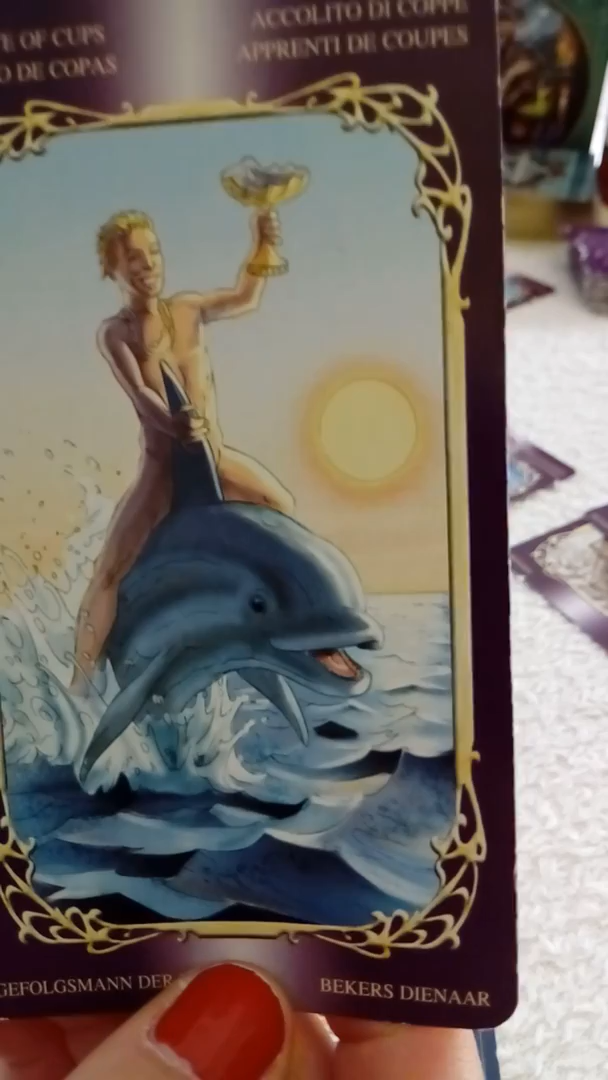 OF CUPS
DE COPAS
ACCOLITO DI COPPE
APPRENTI DE COUPES
GEFOLGSMANN DER
BEKERS DIENAAR